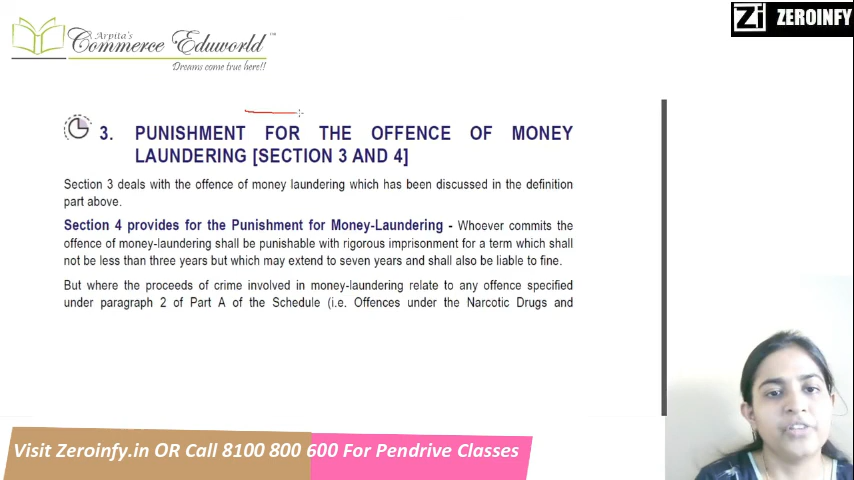 Arpita's
Commerce Eduworld™
Dreams come true here!!
Zi ZEROINFY
3. PUNISHMENT FOR THE OFFENCE OF MONEY
LAUNDERING [SECTION 3 AND 4]
Section 3 deals with the offence of money laundering which has been discussed in the definition
part above.
Section 4 provides for the Punishment for Money-Laundering - Whoever commits the
offence of money-laundering shall be punishable with rigorous imprisonment for a term which shall
not be less than three years but which may extend to seven years and shall also be liable to fine.
But where the proceeds of crime involved in money-laundering relate to any offence specified
under paragraph 2 of Part A of the Schedule (i.e. Offences under the Narcotic Drugs and
Visit Zeroinfy.in OR Call 8100 800 600 For Pendrive Classes